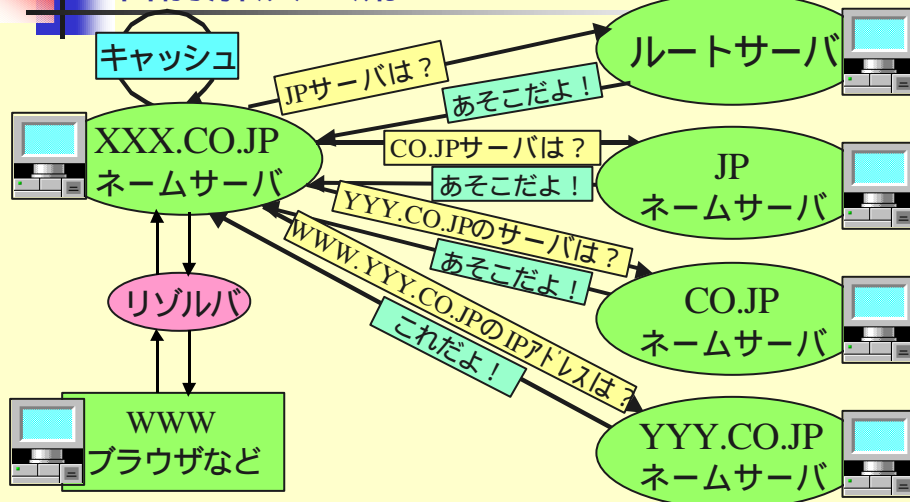 キャッシュ
JPサーバは？
あそこだよ！
ルートサーバ
XXX.CO.JP
ネームサーバ
CO.JPサーバは？
あそこだよ！
JP
ネームサーバ
YYY.CO.JPのサーバは？
あそこだよ！
CO.JP
ネームサーバ
WWW.YYY.CO.JPのIPｱﾄﾞﾚｽは？
これだよ！
リゾルバ
WWW
ブラウザなど
YYY.CO.JP
ネームサーバ